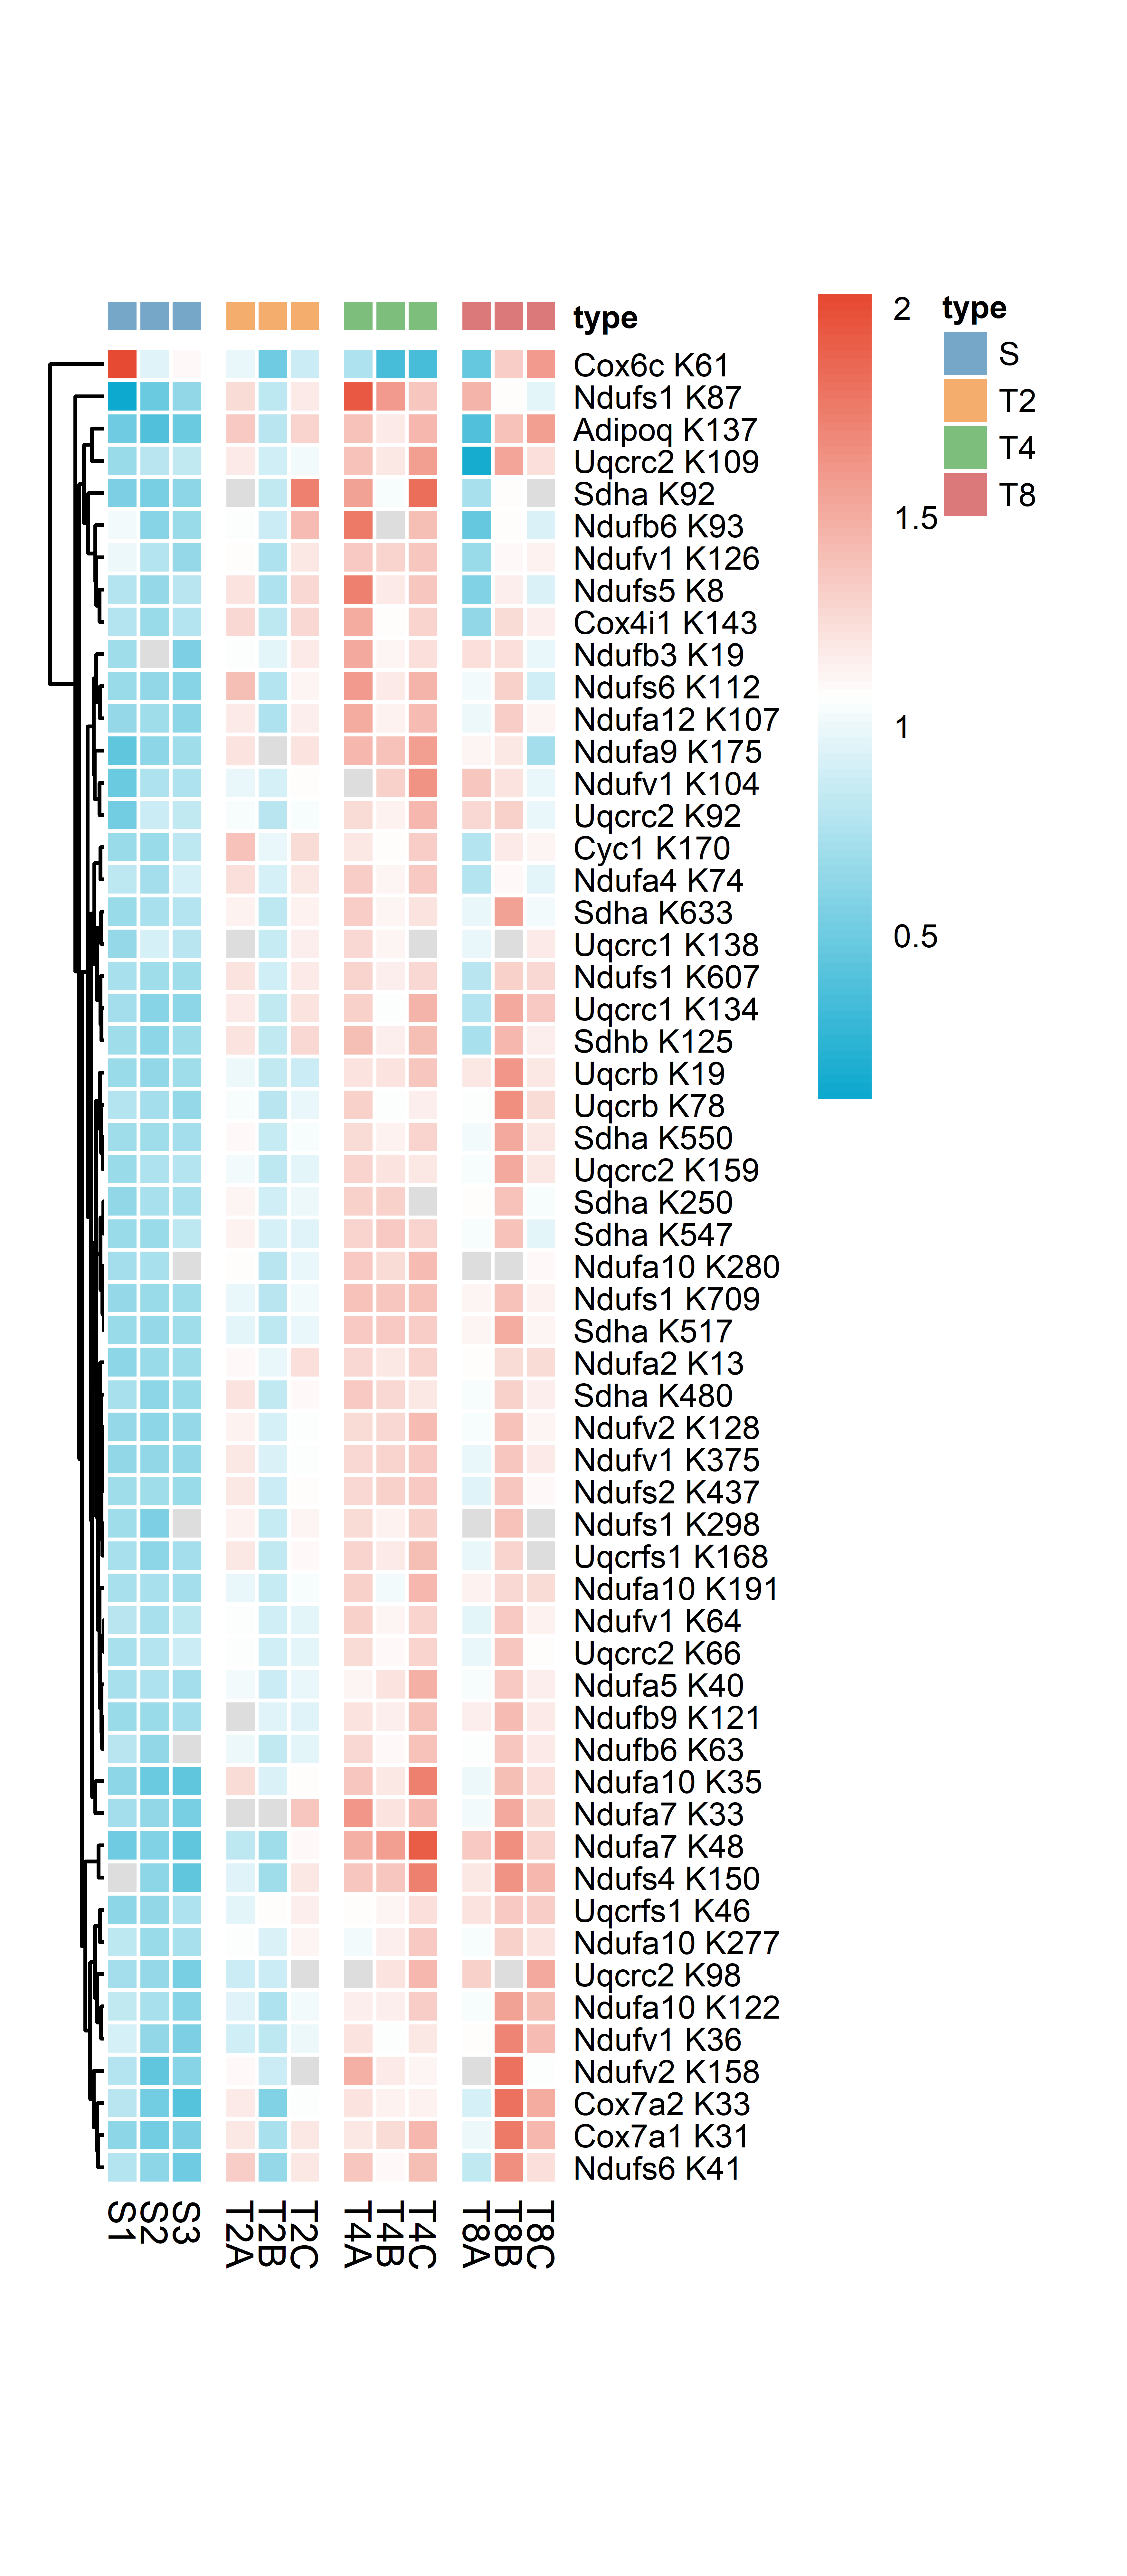 type
Cox6c K61
Ndufs1 K87
Adipoq K137
Uqcrc2 K109
Sdha K92
Ndufb6 K93
Ndufv1 K126
Ndufs5 K8
Cox4i1 K143
Ndufb3 K19
Ndufs6 K112
Ndufa12 K107
Ndufa9 K175
Ndufv1 K104
Uqcrc2 K92
Cyc1 K170
Ndufa4 K74
Sdha K633
Uqcrc1 K138
Ndufs1 K607
Uqcrc1 K134
Sdhb K125
Uqcrb K19
Uqcrb K78
Sdha K550
Uqcrc2 K159
Sdha K250
Sdha K547
Ndufa10 K280
Ndufs1 K709
Sdha K517
Ndufa2 K13
Sdha K480
Ndufv2 K128
Ndufv1 K375
Ndufs2 K437
Ndufs1 K298
Uqcrfs1 K168
Ndufa10 K191
Ndufv1 K64
Uqcrc2 K66
Ndufa5 K40
Ndufb9 K121
Ndufb6 K63
Ndufa10 K35
Ndufa7 K33
Ndufa7 K48
Ndufs4 K150
Uqcrfs1 K46
Ndufa10 K277
Uqcrc2 K98
Ndufa10 K122
Ndufv1 K36
Ndufv2 K158
Cox7a2 K33
Cox7a1 K31
Ndufs6 K41
S1
S2
S3
T2A
T2B
T2C
T4A
T4B
T4C
T8A
T8B
T8C
2
1.5
1
0.5
type
S
T2
T4
T8